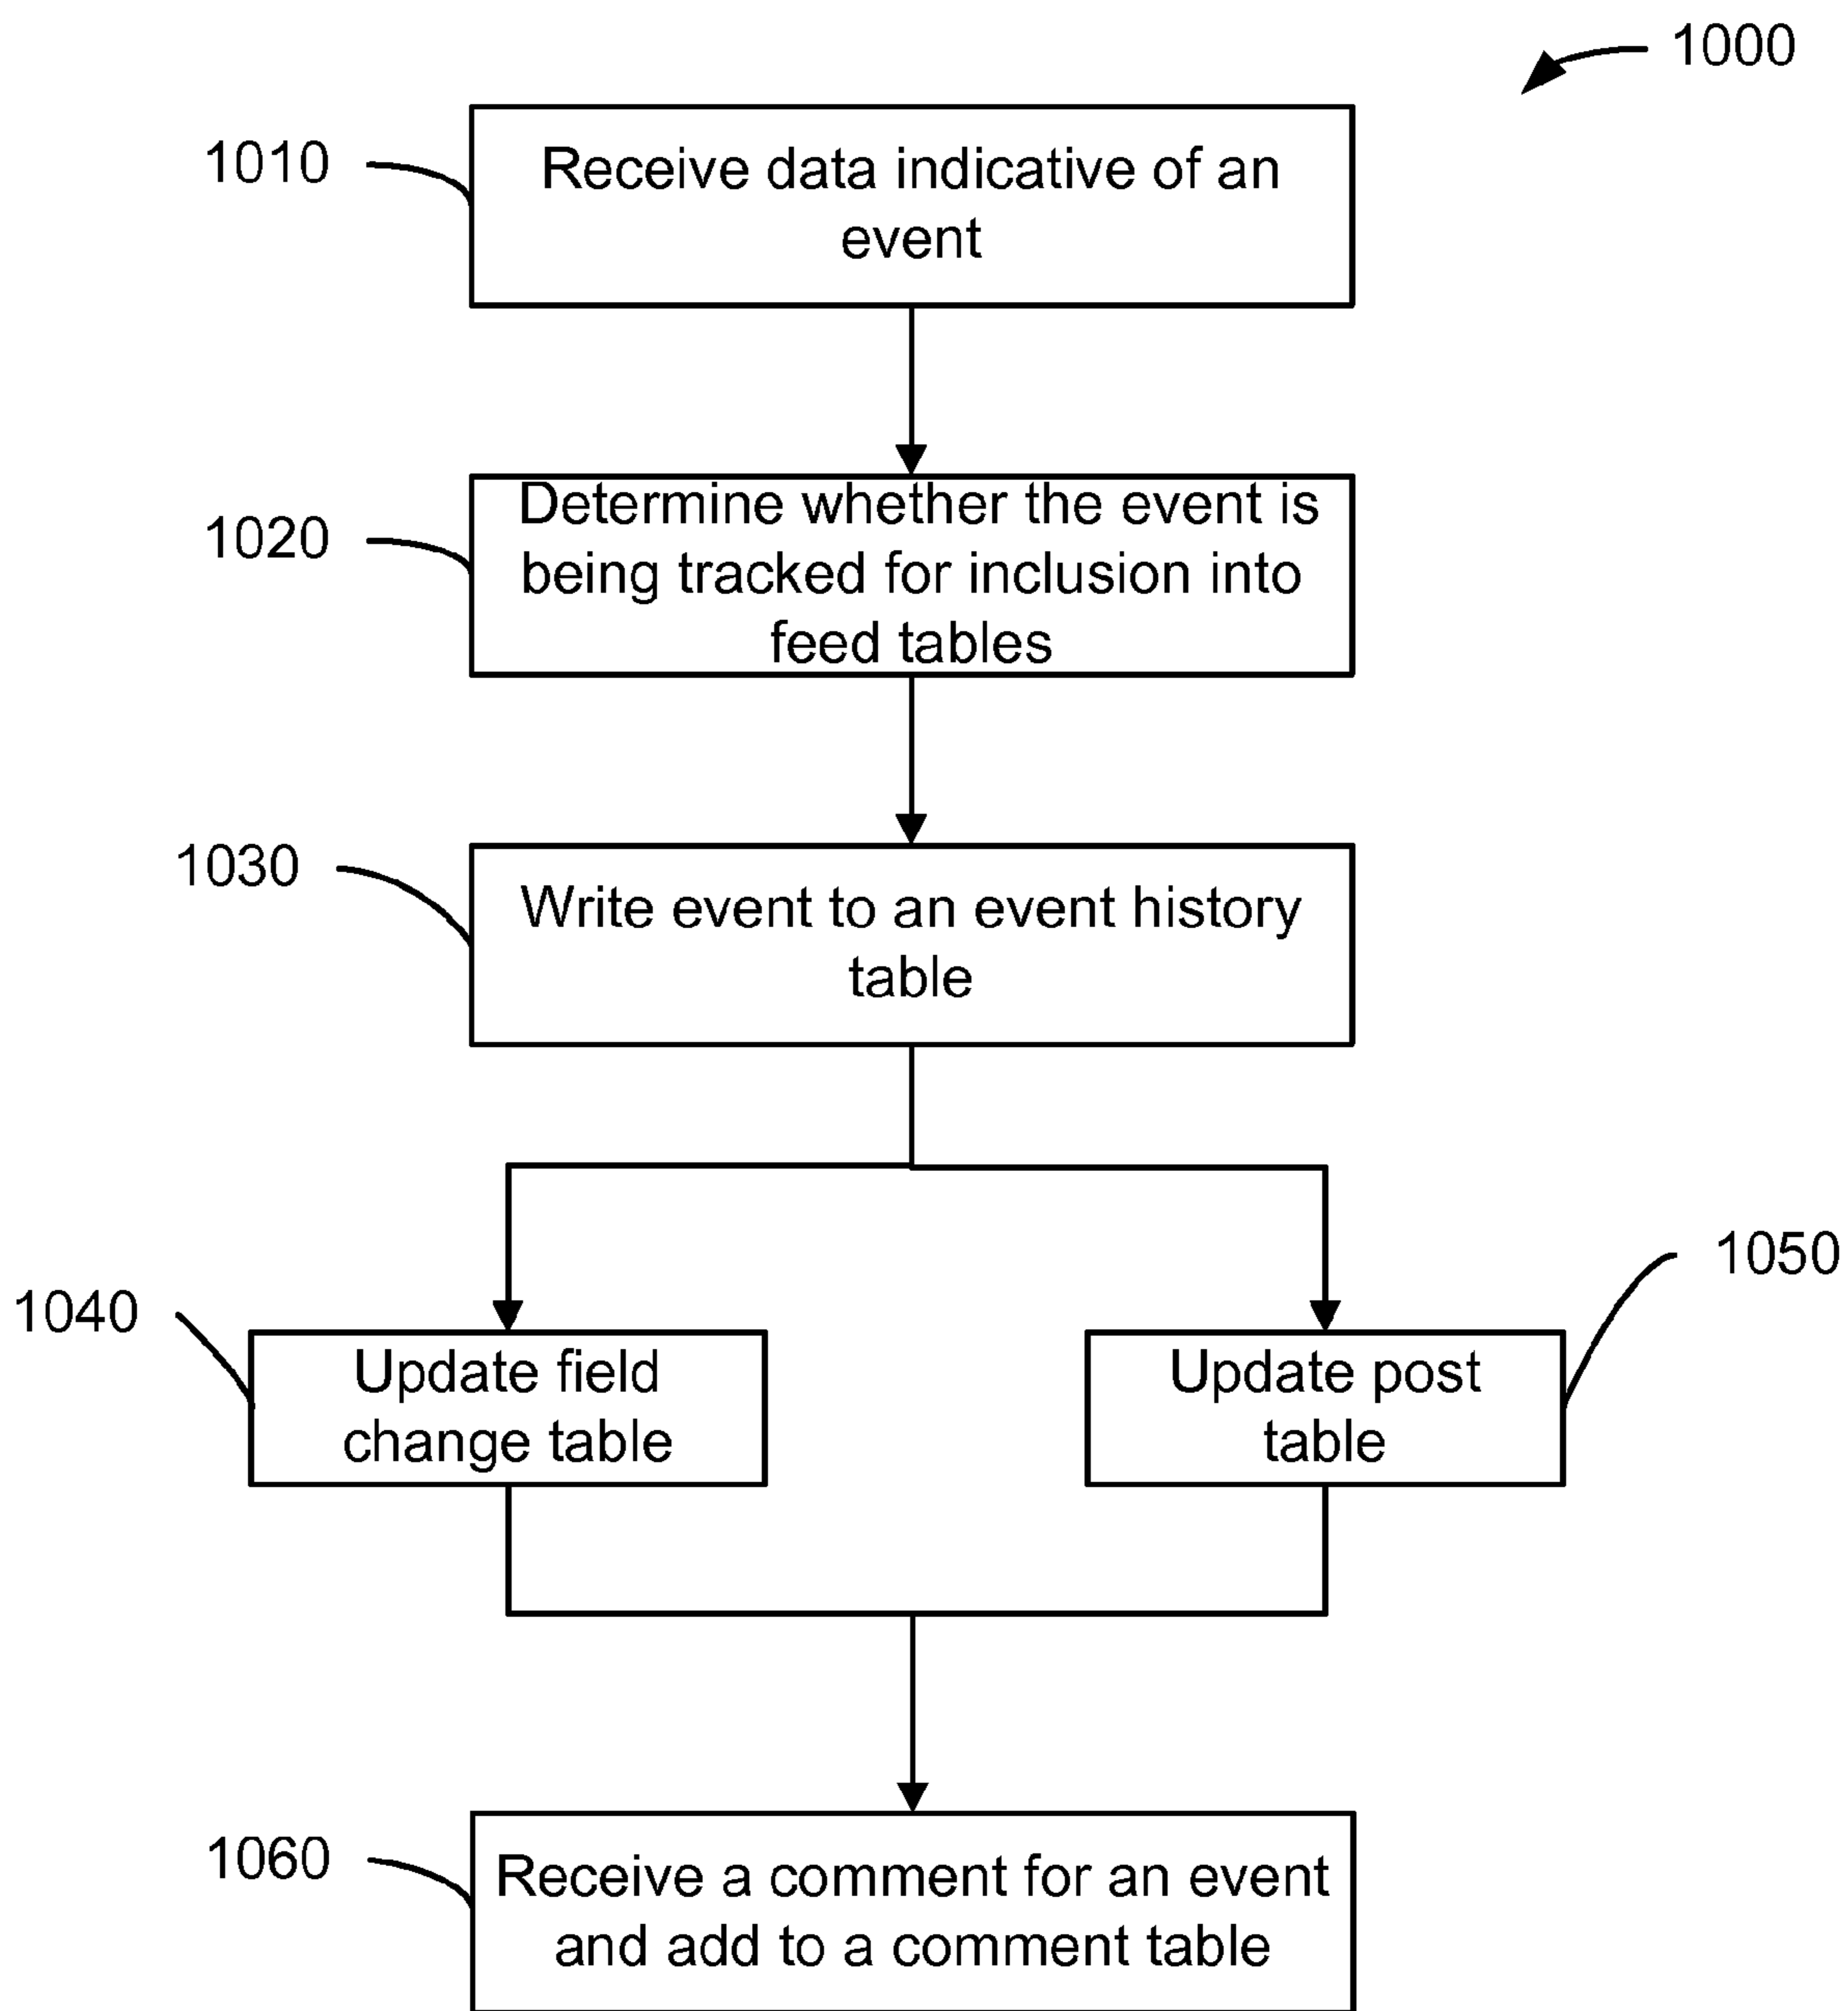 1000
1010
Receive data indicative of an
event
1020
Determine whether the event is
being tracked for inclusion into
feed tables
1030
Write event to an event history
table
1040
Update field
change table
1050
Update post
table
1060
Receive a comment for an event
and add to a comment table